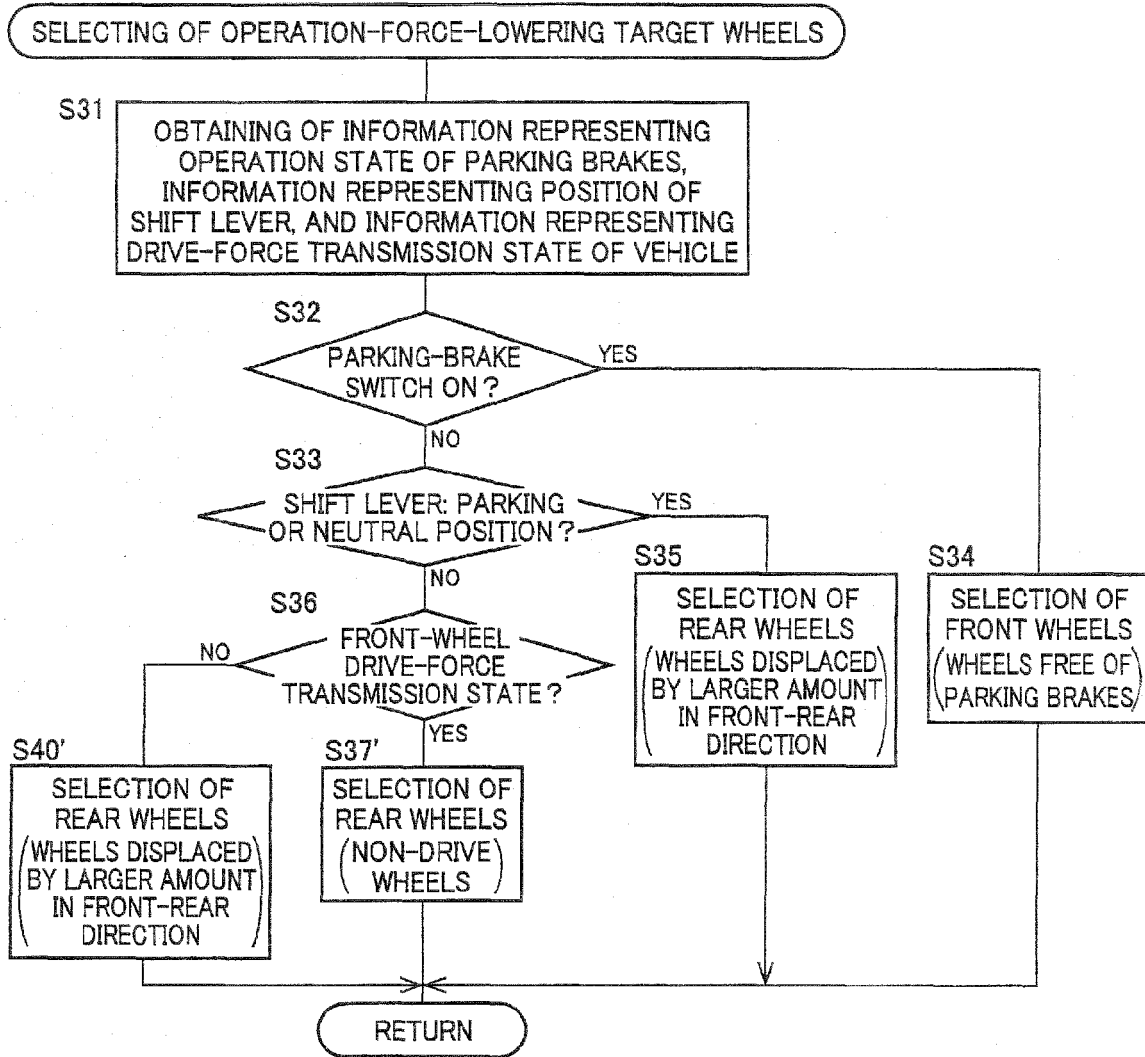 SELECTING OF OPERATION-FORCE-LOWERING TARGET WHEELS
S31
OBTAINING OF INFORMATION REPRESENTING
OPERATION STATE OF PARKING BRAKES,
INFORMATION REPRESENTING POSITION OF
SHIFT LEVER, AND INFORMATION REPRESENTING
DRIVE-FORCE TRANSMISSION STATE OF VEHICLE
S32
PARKING-BRAKE
SWITCH ON?
YES
NO
S33
SHIFT LEVER: PARKING
OR NEUTRAL POSITION?
YES
NO
S36
FRONT-WHEEL
DRIVE-FORCE
TRANSMISSION STATE?
NO
YES
S40'
SELECTION OF
REAR WHEELS
(WHEELS DISPLACED
BY LARGER AMOUNT
IN FRONT-REAR
DIRECTION)
S37'
SELECTION OF
REAR WHEELS
(NON-DRIVE
WHEELS)
S35
SELECTION OF
REAR WHEELS
(WHEELS DISPLACED
BY LARGER AMOUNT
IN FRONT-REAR
DIRECTION)
S34
SELECTION OF
FRONT WHEELS
(WHEELS FREE OF
PARKING BRAKES)
RETURN